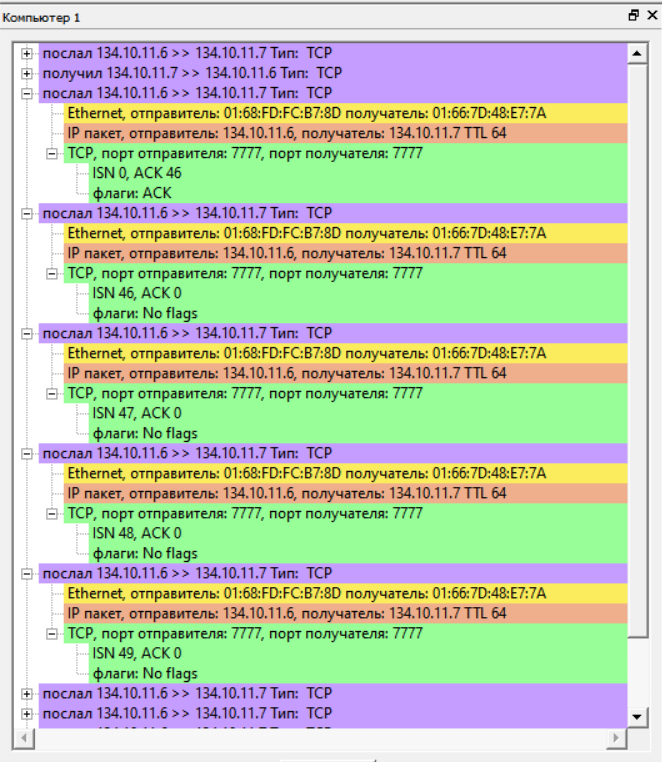 Компьютер 1
послал 134.10.11.6 >> 134.10.11.7 Тип: TCP
получил 134.10.11.7 >> 134.10.11.6 Тип: TCP
послал 134.10.11.6 >> 134.10.11.7 Тип: TCP
Ethernet, отправитель: 01:68:FD:FC:B7:8D получатель: 01:66:7D:48:E7:7A
IP пакет, отправитель: 134.10.11.6, получатель: 134.10.11.7 TTL 64
TCP, порт отправителя: 7777, порт получателя: 7777
ISN 0, ACK 46
флаги: ACK
послал 134.10.11.6 >> 134.10.11.7 Тип: TCP
Ethernet, отправитель: 01:68:FD:FC:B7:8D получатель: 01:66:7D:48:E7:7A
IP пакет, отправитель: 134.10.11.6, получатель: 134.10.11.7 TTL 64
TCP, порт отправителя: 7777, порт получателя: 7777
ISN 46, ACK 0
флаги: No flags
послал 134.10.11.6 >> 134.10.11.7 Тип: TCP
Ethernet, отправитель: 01:68:FD:FC:B7:8D получатель: 01:66:7D:48:E7:7A
IP пакет, отправитель: 134.10.11.6, получатель: 134.10.11.7 TTL 64
TCP, порт отправителя: 7777, порт получателя: 7777
ISN 47, ACK 0
флаги: No flags
послал 134.10.11.6 >> 134.10.11.7 Тип: TCP
Ethernet, отправитель: 01:68:FD:FC:B7:8D получатель: 01:66:7D:48:E7:7A
IP пакет, отправитель: 134.10.11.6, получатель: 134.10.11.7 TTL 64
TCP, порт отправителя: 7777, порт получателя: 7777
ISN 48, ACK 0
флаги: No flags
послал 134.10.11.6 >> 134.10.11.7 Тип: TCP
Ethernet, отправитель: 01:68:FD:FC:B7:8D получатель: 01:66:7D:48:E7:7A
IP пакет, отправитель: 134.10.11.6, получатель: 134.10.11.7 TTL 64
TCP, порт отправителя: 7777, порт получателя: 7777
ISN 49, ACK 0
флаги: No flags
послал 134.10.11.6 >> 134.10.11.7 Тип: TCP
послал 134.10.11.6 >> 134.10.11.7 Тип: TCP